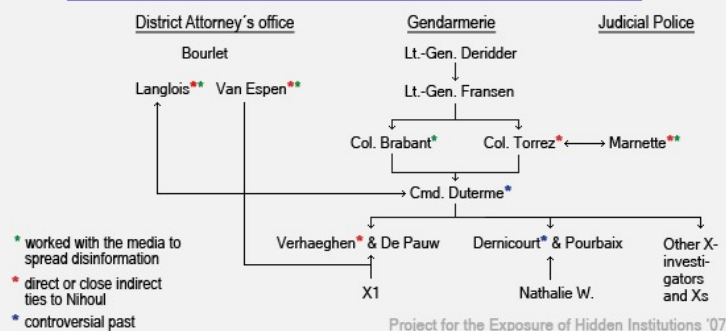 District Attorney´s office Gendarmerie Judicial Police
Bourlet Lt.-Gen. Deridder
Langlois** Van Espen** Lt.-Gen. Fransen
Col. Brabant* Col. Torrez* Marnette**
Cmd. Duterme*
Verhaeghen* & De Pauw Dernicourt* & Pourbaix Other X-
investi-
gators
and Xs
X1 Nathalie W.
* worked with the media to
spread disinformation
* direct or close indirect
ties to Nihoul
* controversial past
Project for the Exposure of Hidden Institutions '07